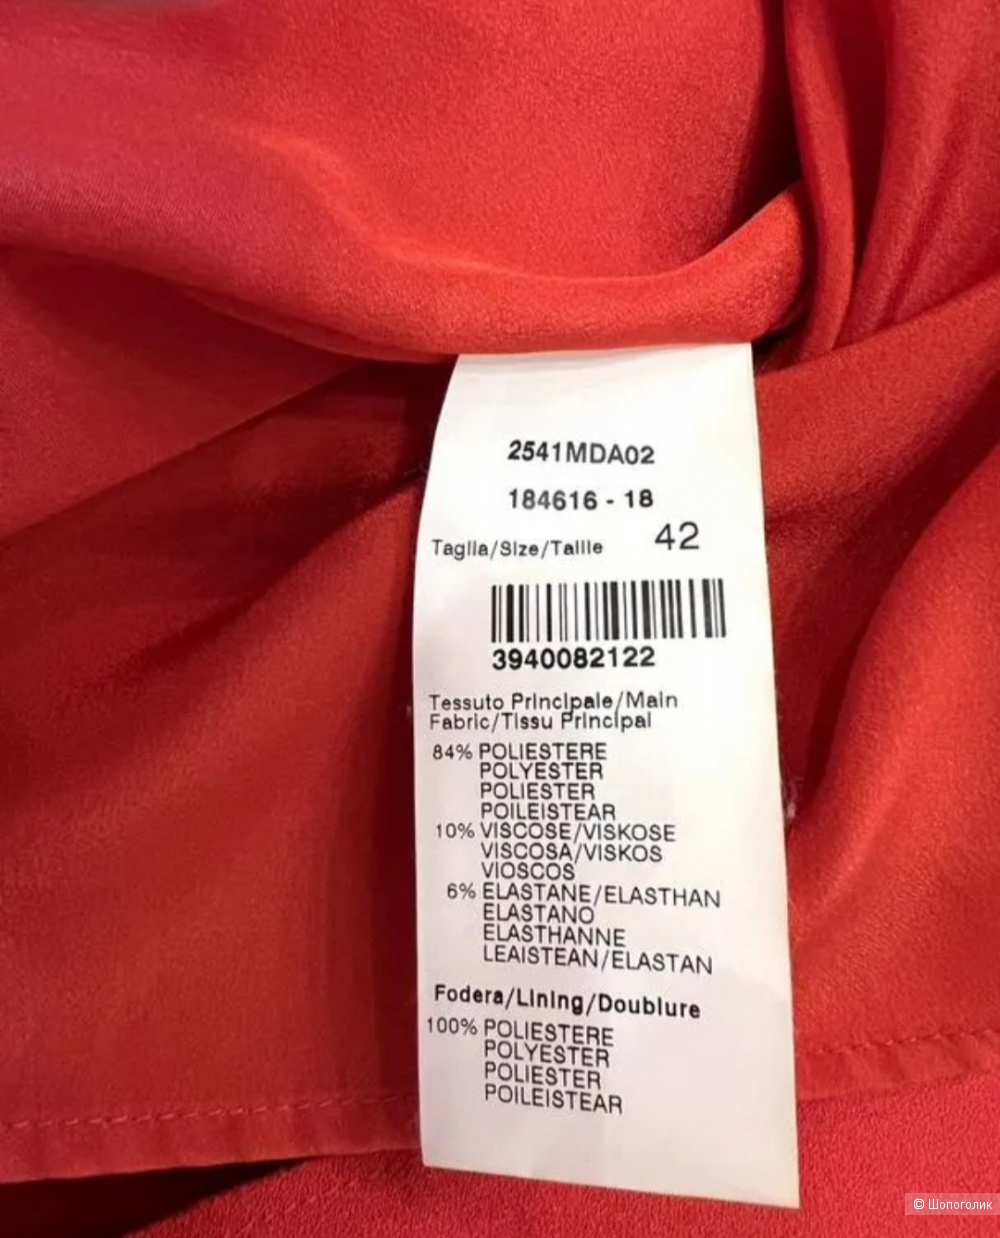 2541MDA02
184616 - 18
Taglia/Size/Taille 42
3940082122
Tessuto Principale/Main
Fabric/Tissu Principal
84% POLIESTERE
POLYESTER
POLIESTER
POILEISTEAR
10% VISCOSE/VISKOSE
VISCOSA/VISKOS
VIOSCOS
6% ELASTANE/ELASTHAN
ELASTANO
ELASTHANNE
LEAISTEAN/ELASTAN
Fodera/Lining/Doublure
100% POLIESTERE
POLYESTER
POLIESTER
POILEISTEAR
© Шопоголик